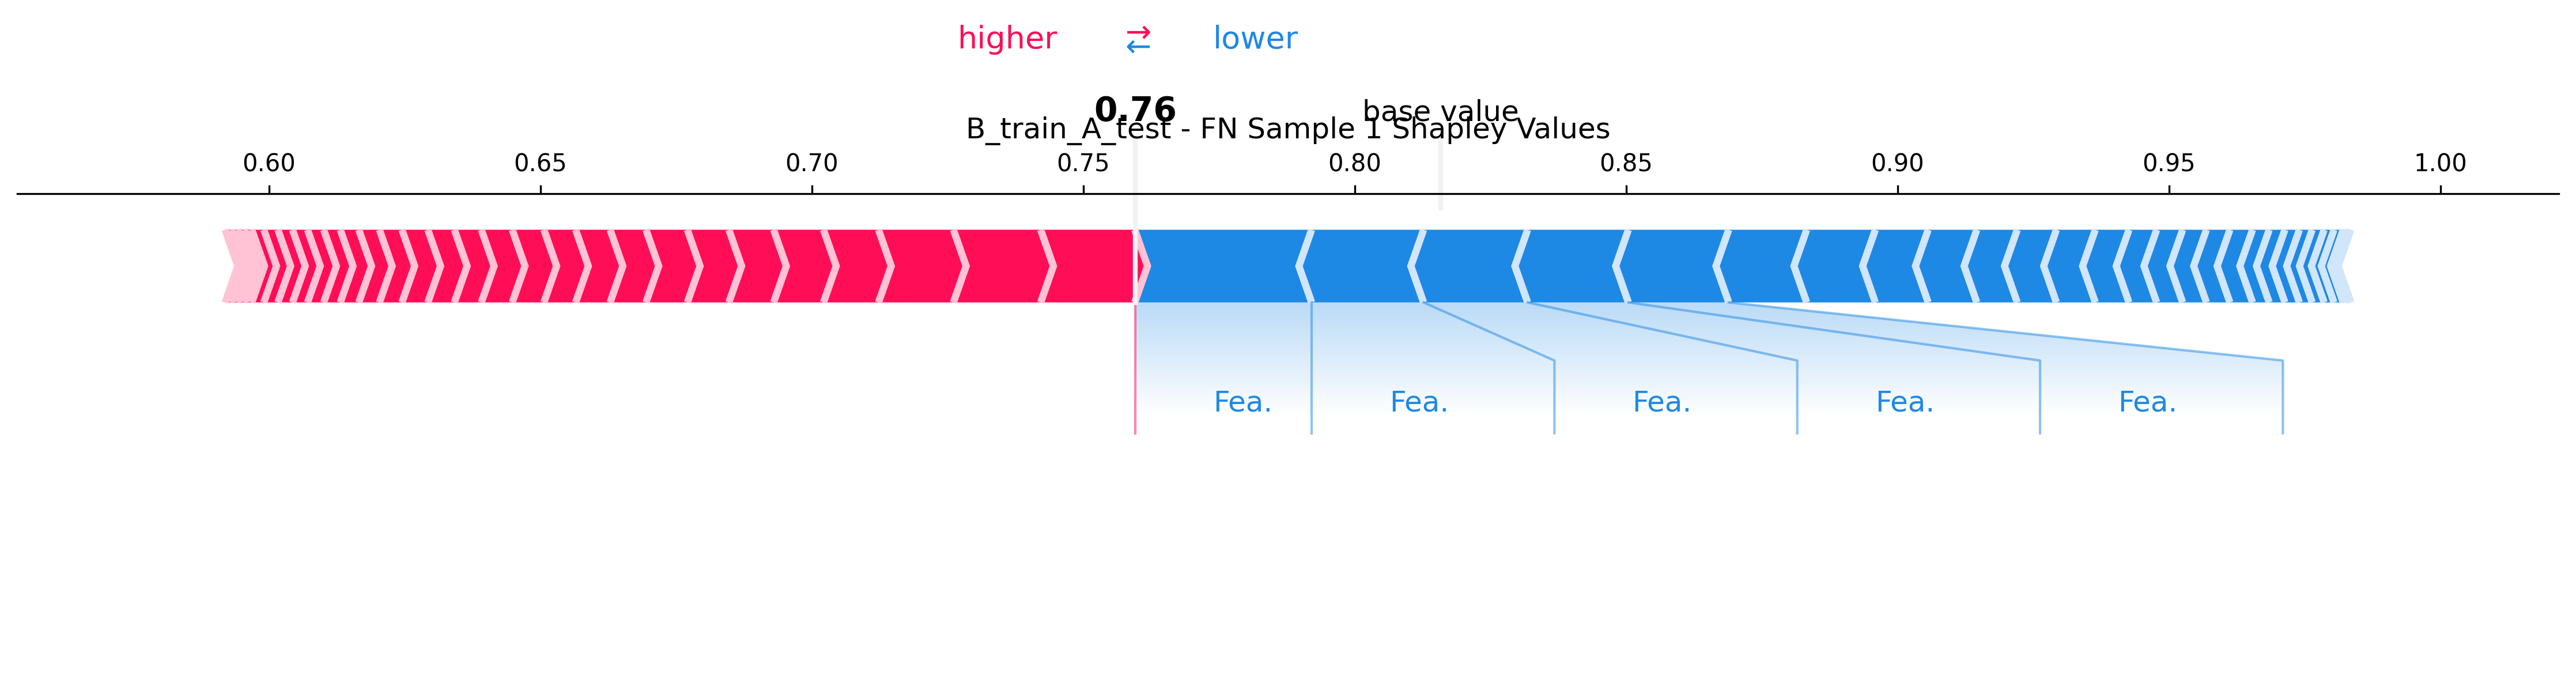 higher ⇄ lower
0.76 base value
B_train_A_test - FN Sample 1 Shapley Values
0.60 0.65 0.70 0.75 0.80 0.85 0.90 0.95 1.00
Fea. Fea. Fea. Fea. Fea.